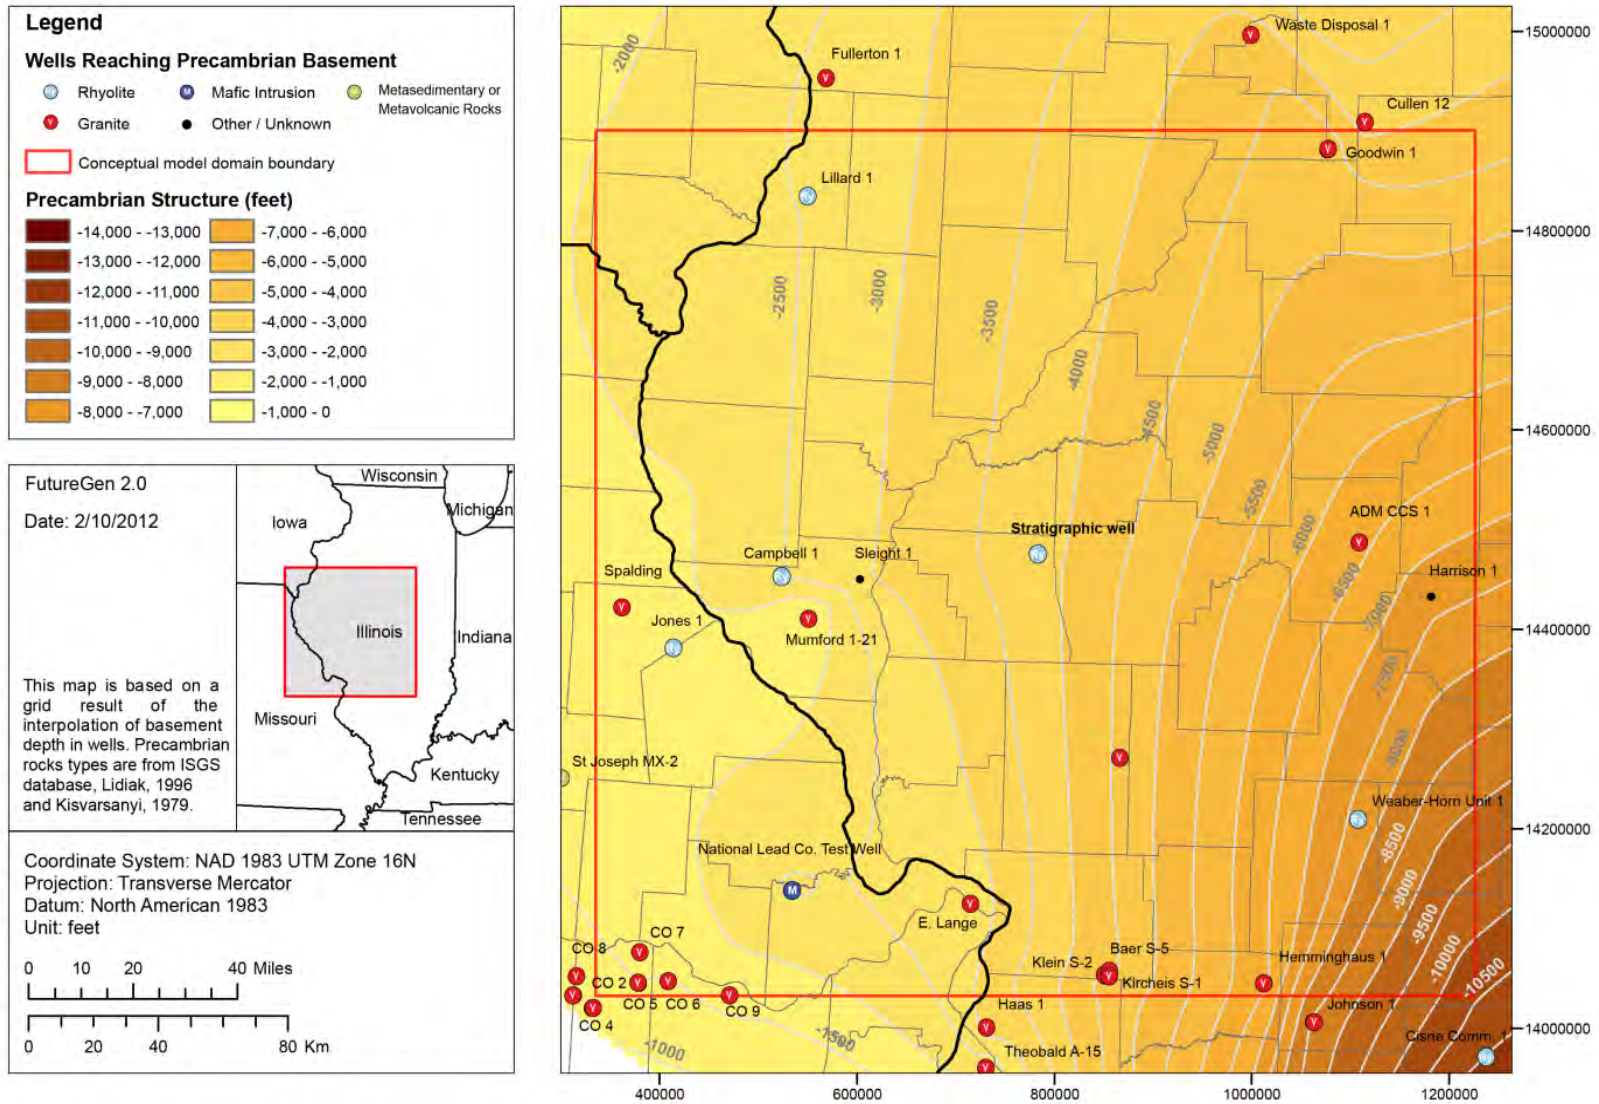 Legend
Wells Reaching Precambrian Basement
Rhyolite
Mafic Intrusion
Metasedimentary or
Metavolcanic Rocks
Granite
Other / Unknown
Conceptual model domain boundary
Precambrian Structure (feet)
-14,000 - -13,000
-7,000 - -6,000
-13,000 - -12,000
-6,000 - -5,000
-12,000 - -11,000
-5,000 - -4,000
-11,000 - -10,000
-4,000 - -3,000
-10,000 - -9,000
-3,000 - -2,000
-9,000 - -8,000
-2,000 - -1,000
-8,000 - -7,000
-1,000 - 0
FutureGen 2.0
Date: 2/10/2012
This map is based on a
grid result of the
interpolation of basement
depth in wells. Precambrian
rocks types are from ISGS
database, Lidiak, 1996
and Kisvarsanyi, 1979.
Wisconsin
Michigan
Iowa
Illinois
Indiana
Missouri
Kentucky
Tennessee
Coordinate System: NAD 1983 UTM Zone 16N
Projection: Transverse Mercator
Datum: North American 1983
Unit: feet
0 10 20 40 Miles
0 20 40 80 Km
Waste Disposal 1
Fullerton 1
Cullen 12
Goodwin 1
Lillard 1
ADM CCS 1
Stratigraphic well
Campbell 1
Sleight 1
Spalding
Harrison 1
Jones 1
Mumford 1-21
St Joseph MX-2
Weaber-Horn Unit 1
National Lead Co. Test Well
E. Lange
CO 7
CO 8
Baer S-5
Klein S-2
Hemminghaus 1
CO 2
Kircheis S-1
CO 5
CO 6
CO 9
CO 4
Haas 1
Johnson 1
Cisne Comm. 1
Theobald A-15
-2000
-2500
-3000
-3500
-4000
-4500
-5000
-5500
-6000
-6500
-7000
-7500
-8000
-8500
-9000
-9500
-10000
-10500
-1500
-1000
15000000
14800000
14600000
14400000
14200000
14000000
400000
600000
800000
1000000
1200000